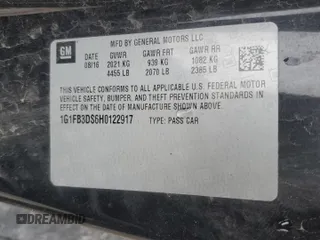 GM
MFD BY GENERAL MOTORS LLC
DATE GVWR GAWR FRT GAWR RR
08/16 2021 KG 939 KG 1082 KG
4455 LB 2070 LB 2385 LB
THIS VEHICLE CONFORMS TO ALL APPLICABLE U.S. FEDERAL MOTOR
VEHICLE SAFETY, BUMPER, AND THEFT PREVENTION STANDARDS IN
EFFECT ON THE DATE OF MANUFACTURE SHOWN ABOVE.
1G1FB3DS6H0122917 TYPE: PASS CAR
DREAMBID